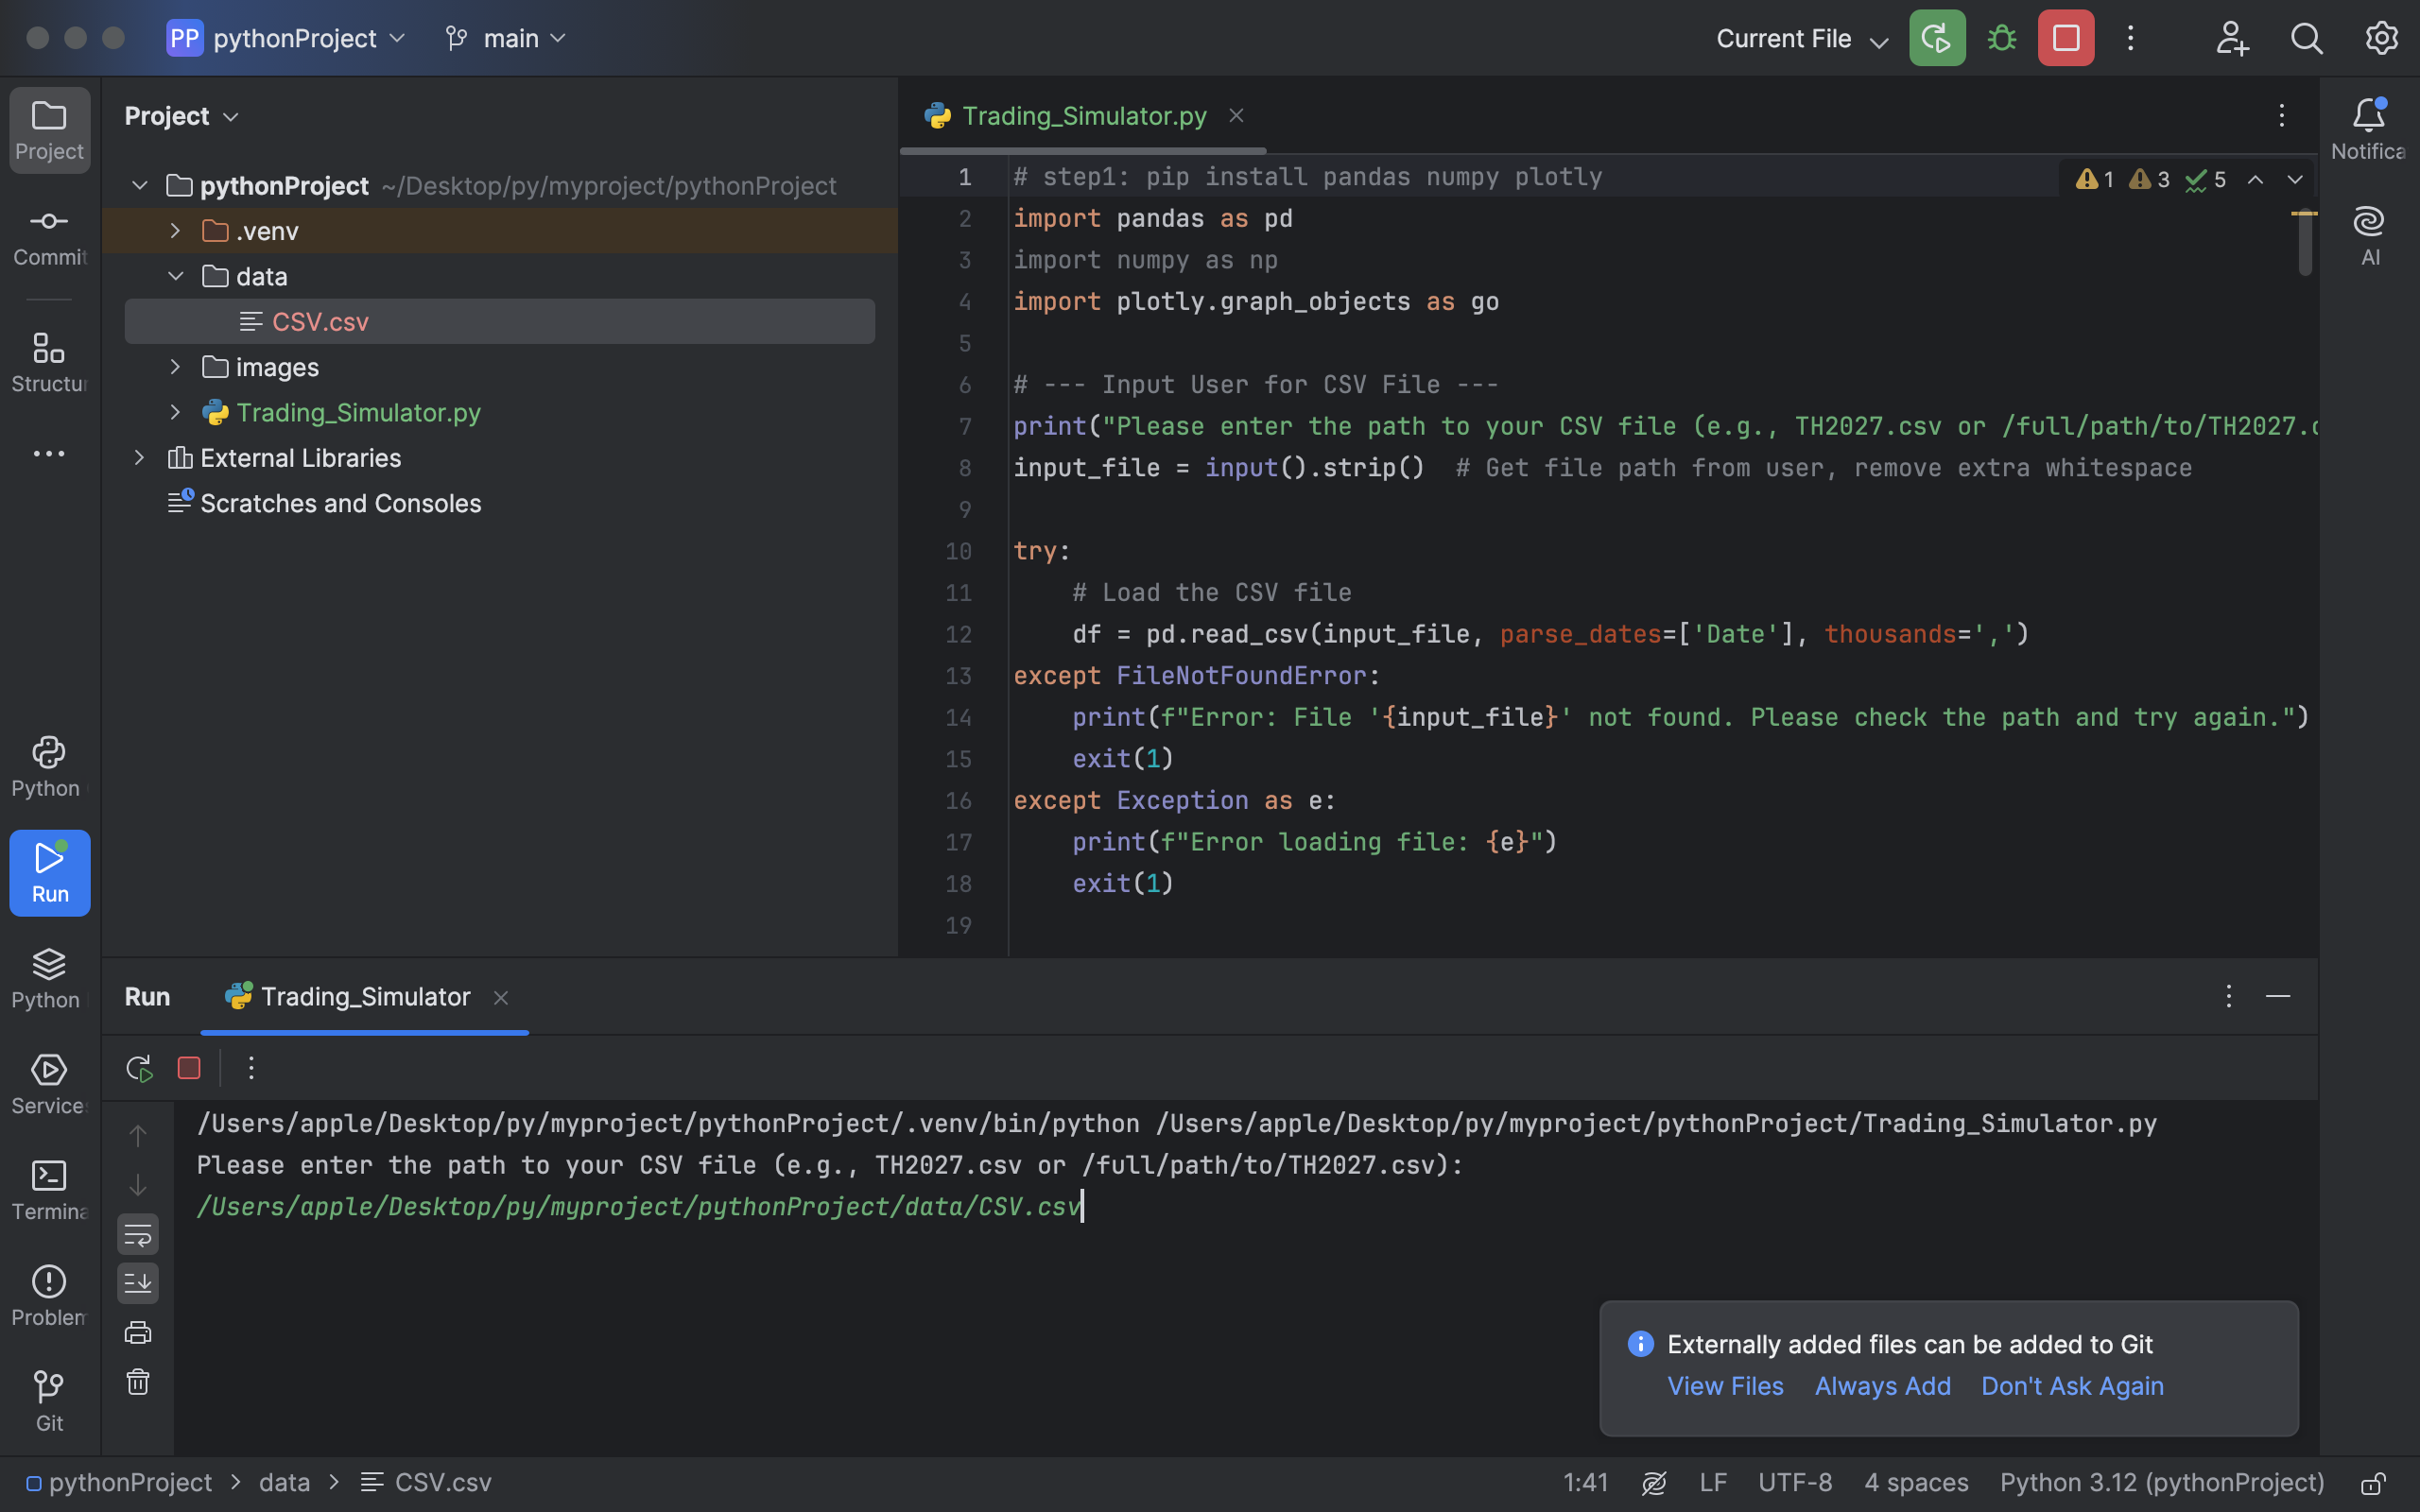 PP pythonProject main
Current File
Project
Commit
Structur
Python
Run
Python
Services
Termina
Problem
Git
Project
pythonProject ~/Desktop/py/myproject/pythonProject
.venv
data
CSV.csv
images
Trading_Simulator.py
External Libraries
Scratches and Consoles
Trading_Simulator.py
1 3 5
1 # step1: pip install pandas numpy plotly
2 import pandas as pd
3 import numpy as np
4 import plotly.graph_objects as go
5
6 # --- Input User for CSV File ---
7 print("Please enter the path to your CSV file (e.g., TH2027.csv or /full/path/to/TH2027.c
8 input_file = input().strip()  # Get file path from user, remove extra whitespace
9
10 try:
11     # Load the CSV file
12     df = pd.read_csv(input_file, parse_dates=['Date'], thousands=',')
13 except FileNotFoundError:
14     print(f"Error: File '{input_file}' not found. Please check the path and try again.")
15     exit(1)
16 except Exception as e:
17     print(f"Error loading file: {e}")
18     exit(1)
19
Notifica
AI
Run Trading_Simulator
/Users/apple/Desktop/py/myproject/pythonProject/.venv/bin/python /Users/apple/Desktop/py/myproject/pythonProject/Trading_Simulator.py
Please enter the path to your CSV file (e.g., TH2027.csv or /full/path/to/TH2027.csv):
/Users/apple/Desktop/py/myproject/pythonProject/data/CSV.csv
Externally added files can be added to Git
View Files Always Add Don't Ask Again
pythonProject > data > CSV.csv
1:41 LF UTF-8 4 spaces Python 3.12 (pythonProject)